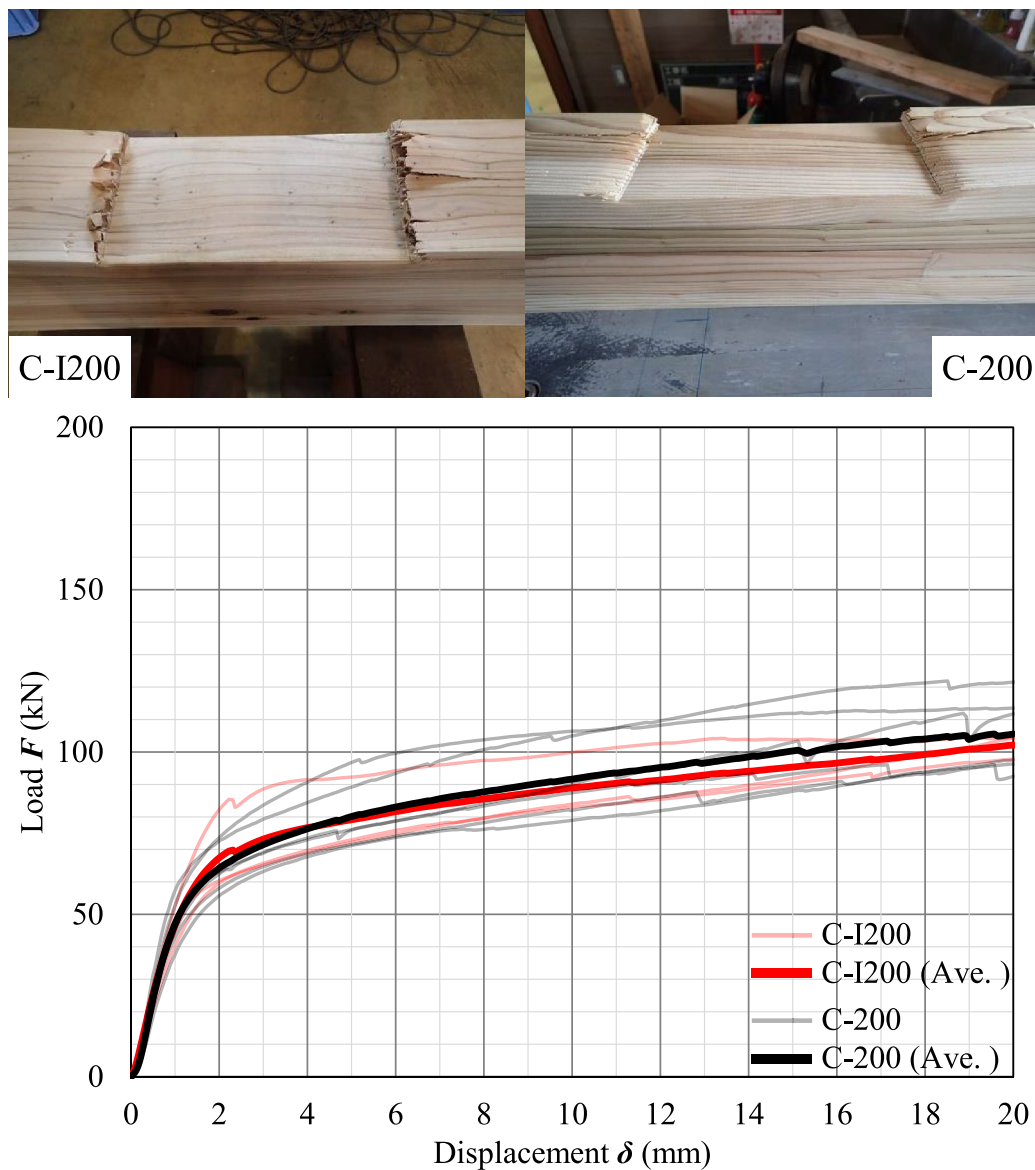 C-I200
C-200
200
150
100
50
0
Load F (kN)
C-I200
C-I200 (Ave. )
C-200
C-200 (Ave. )
0 2 4 6 8 10 12 14 16 18 20
Displacement δ (mm)